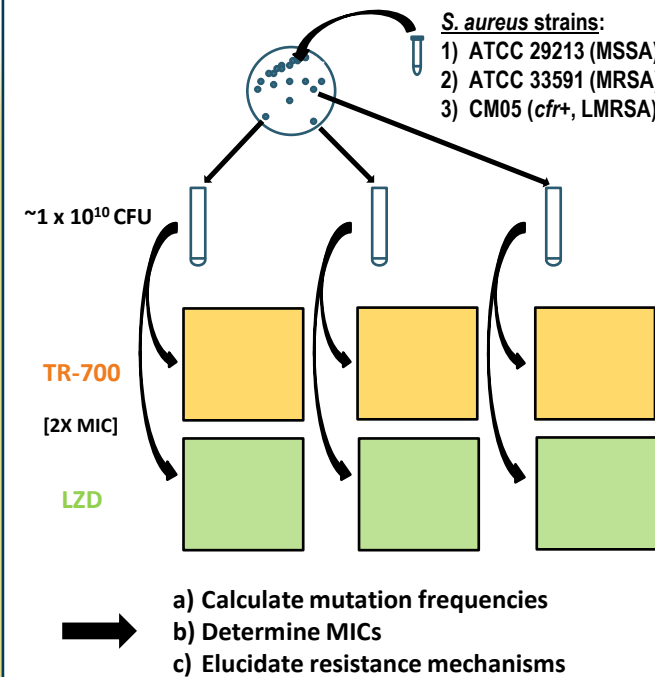 S. aureus strains:
1) ATCC 29213 (MSSA)
2) ATCC 33591 (MRSA)
3) CM05 (cfr+, LMRSA)
~1 x 10¹⁰ CFU
TR-700
[2X MIC]
LZD
a) Calculate mutation frequencies
b) Determine MICs
c) Elucidate resistance mechanisms